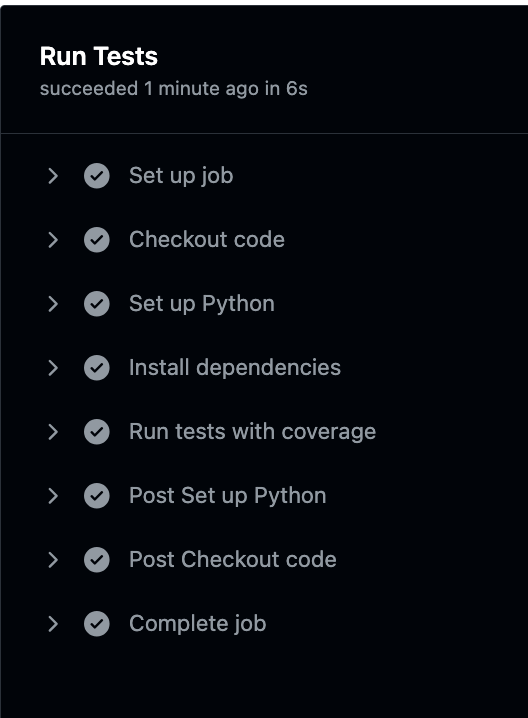 Run Tests
succeeded 1 minute ago in 6s
Set up job
Checkout code
Set up Python
Install dependencies
Run tests with coverage
Post Set up Python
Post Checkout code
Complete job